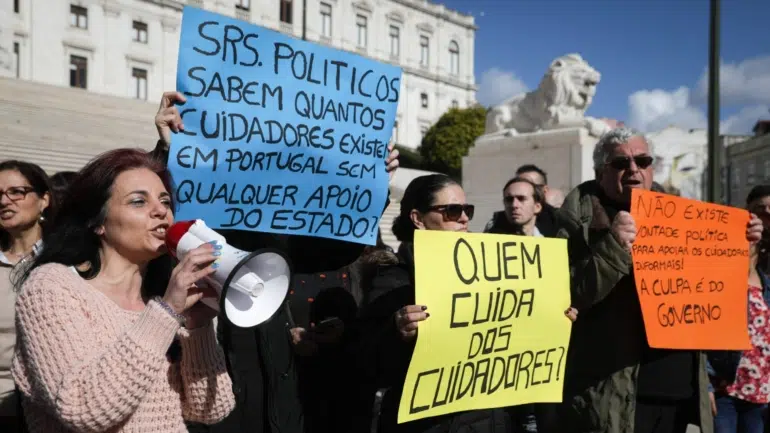 SRS. POLITICOS
SABEM QUANTOS
CUIDADORES EXISTEM
EM PORTUGAL SEM
QUALQUER APOIO
DO ESTADO?
QUEM
CUIDA
DOS
CUIDADORES?
NÃO EXISTE
VONTADE POLÍTICA
PARA APOIAR OS CUIDADORES
INFORMAIS!
A CULPA É DO
GOVERNO